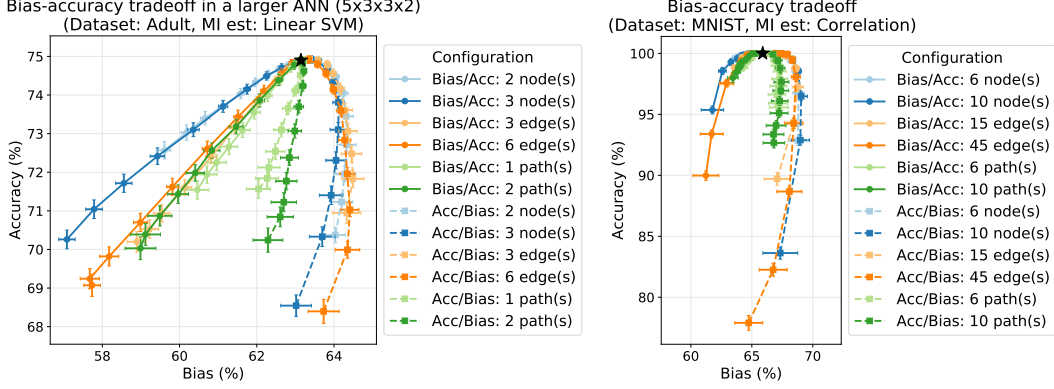 Bias-accuracy tradeoff in a larger ANN (5x3x3x2)
(Dataset: Adult, MI est: Linear SVM)
Accuracy (%)
75
74
73
72
71
70
69
68
58
60
62
64
Bias (%)
Configuration
Bias/Acc: 2 node(s)
Bias/Acc: 3 node(s)
Bias/Acc: 3 edge(s)
Bias/Acc: 6 edge(s)
Bias/Acc: 1 path(s)
Bias/Acc: 2 path(s)
Acc/Bias: 2 node(s)
Acc/Bias: 3 node(s)
Acc/Bias: 3 edge(s)
Acc/Bias: 6 edge(s)
Acc/Bias: 1 path(s)
Acc/Bias: 2 path(s)
Bias-accuracy tradeoff
(Dataset: MNIST, MI est: Correlation)
Accuracy (%)
100
95
90
85
80
60
65
70
Bias (%)
Configuration
Bias/Acc: 6 node(s)
Bias/Acc: 10 node(s)
Bias/Acc: 15 edge(s)
Bias/Acc: 45 edge(s)
Bias/Acc: 6 path(s)
Bias/Acc: 10 path(s)
Acc/Bias: 6 node(s)
Acc/Bias: 10 node(s)
Acc/Bias: 15 edge(s)
Acc/Bias: 45 edge(s)
Acc/Bias: 6 path(s)
Acc/Bias: 10 path(s)